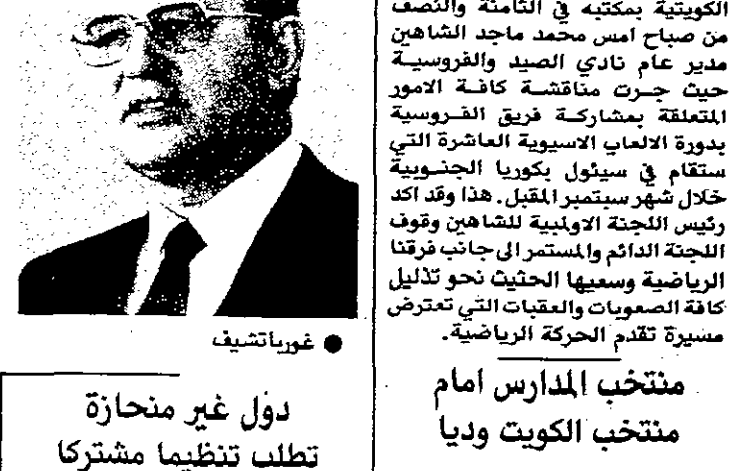 الكويتية بمكتبه في الثامنة والنصف
من صباح امس محمد ماجد الشاهين
مدير عام نادي الصيد والفروسية
حيث جرت مناقشة كافة الامور
المتعلقة بمشاركة فريق الفروسية
بدورة الالعاب الاسيوية العاشرة التي
ستقام في سيئول بكوريا الجنوبية
خلال شهر سبتمبر المقبل. هذا وقد اكد
رئيس اللجنة الاولمبية للشاهين وقوف
اللجنة الدائم والمستمر الى جانب فرقنا
الرياضية وسعيها الحثيث نحو تذليل
كافة الصعوبات والعقبات التي تعترض
مسيرة تقدم الحركة الرياضية.
منتخب المدارس امام
منتخب الكويت وديا
● غورباتشيف
دول غير منحازة
تطلب تنظيما مشتركا